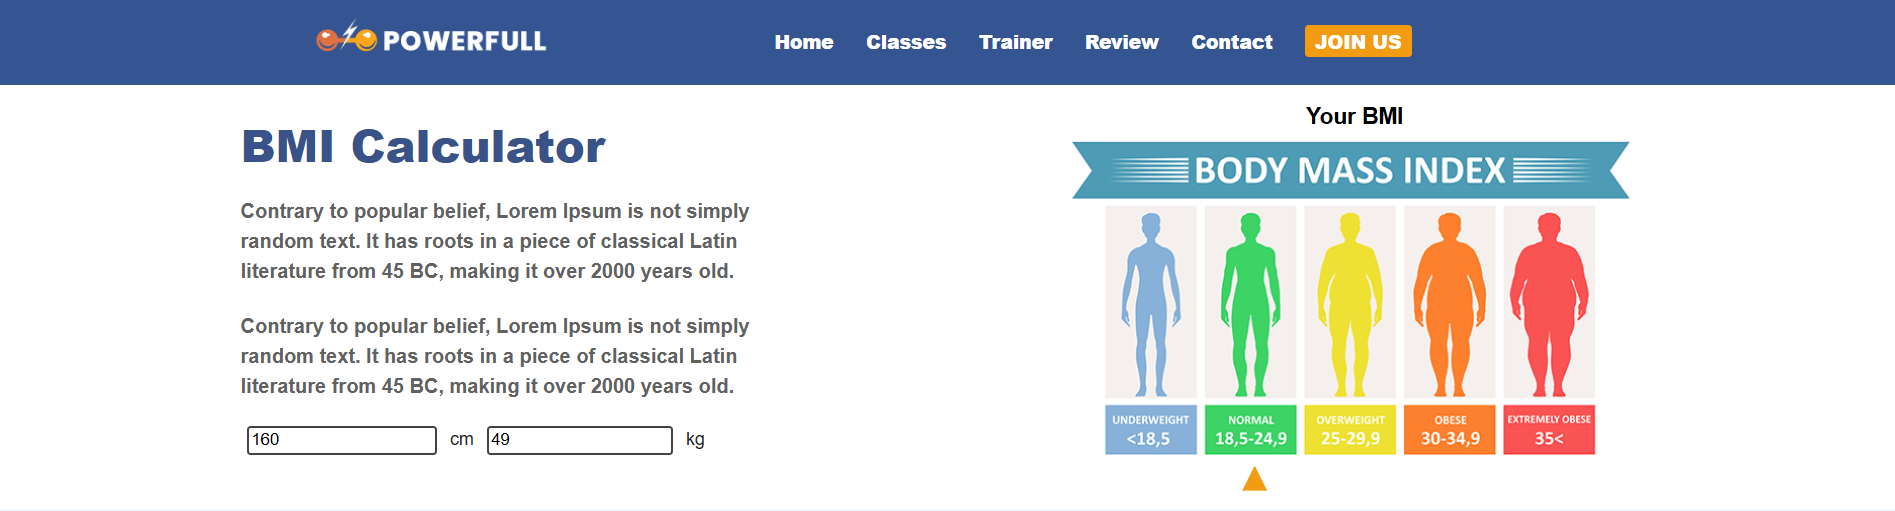 POWERFULL
Home Classes Trainer Review Contact JOIN US
BMI Calculator
Contrary to popular belief, Lorem Ipsum is not simply
random text. It has roots in a piece of classical Latin
literature from 45 BC, making it over 2000 years old.
Contrary to popular belief, Lorem Ipsum is not simply
random text. It has roots in a piece of classical Latin
literature from 45 BC, making it over 2000 years old.
160 cm 49 kg
Your BMI
BODY MASS INDEX
UNDERWEIGHT NORMAL OVERWEIGHT OBESE EXTREMELY OBESE
<18,5 18,5-24,9 25-29,9 30-34,9 35<